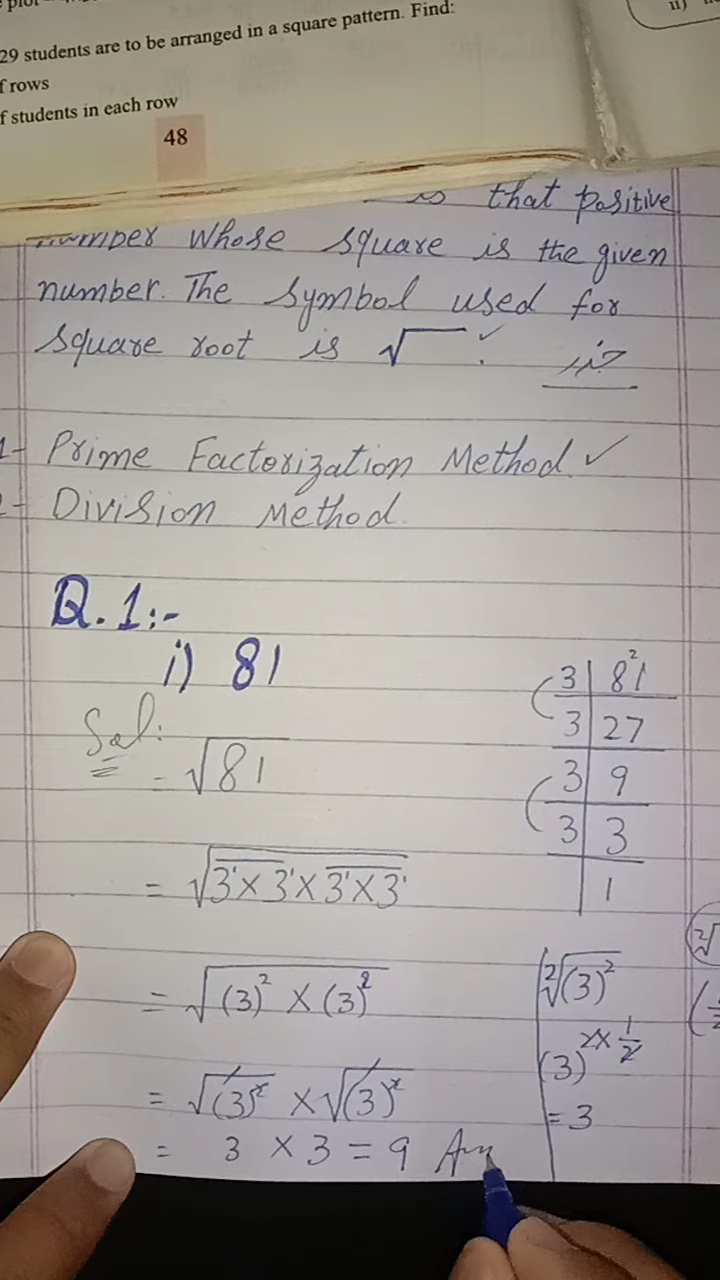 29 students are to be arranged in a square pattern. Find:
f rows
f students in each row
48
is that positive
number whose square is the given
number. The symbol used for
square root is √ ✓.
جذر
1- Prime Factorization Method ✓
2- Division Method.
Q.1:-
i) 81
Sol:
= √81
= √3×3×3×3
= √(3)² × (3)²
= √(3)² × √(3)²
= 3 × 3 = 9 Ans
3 | 81
3 | 27
3 | 9
3 | 3
| 1
²√(3)²
(3)^2×1/2
= 3